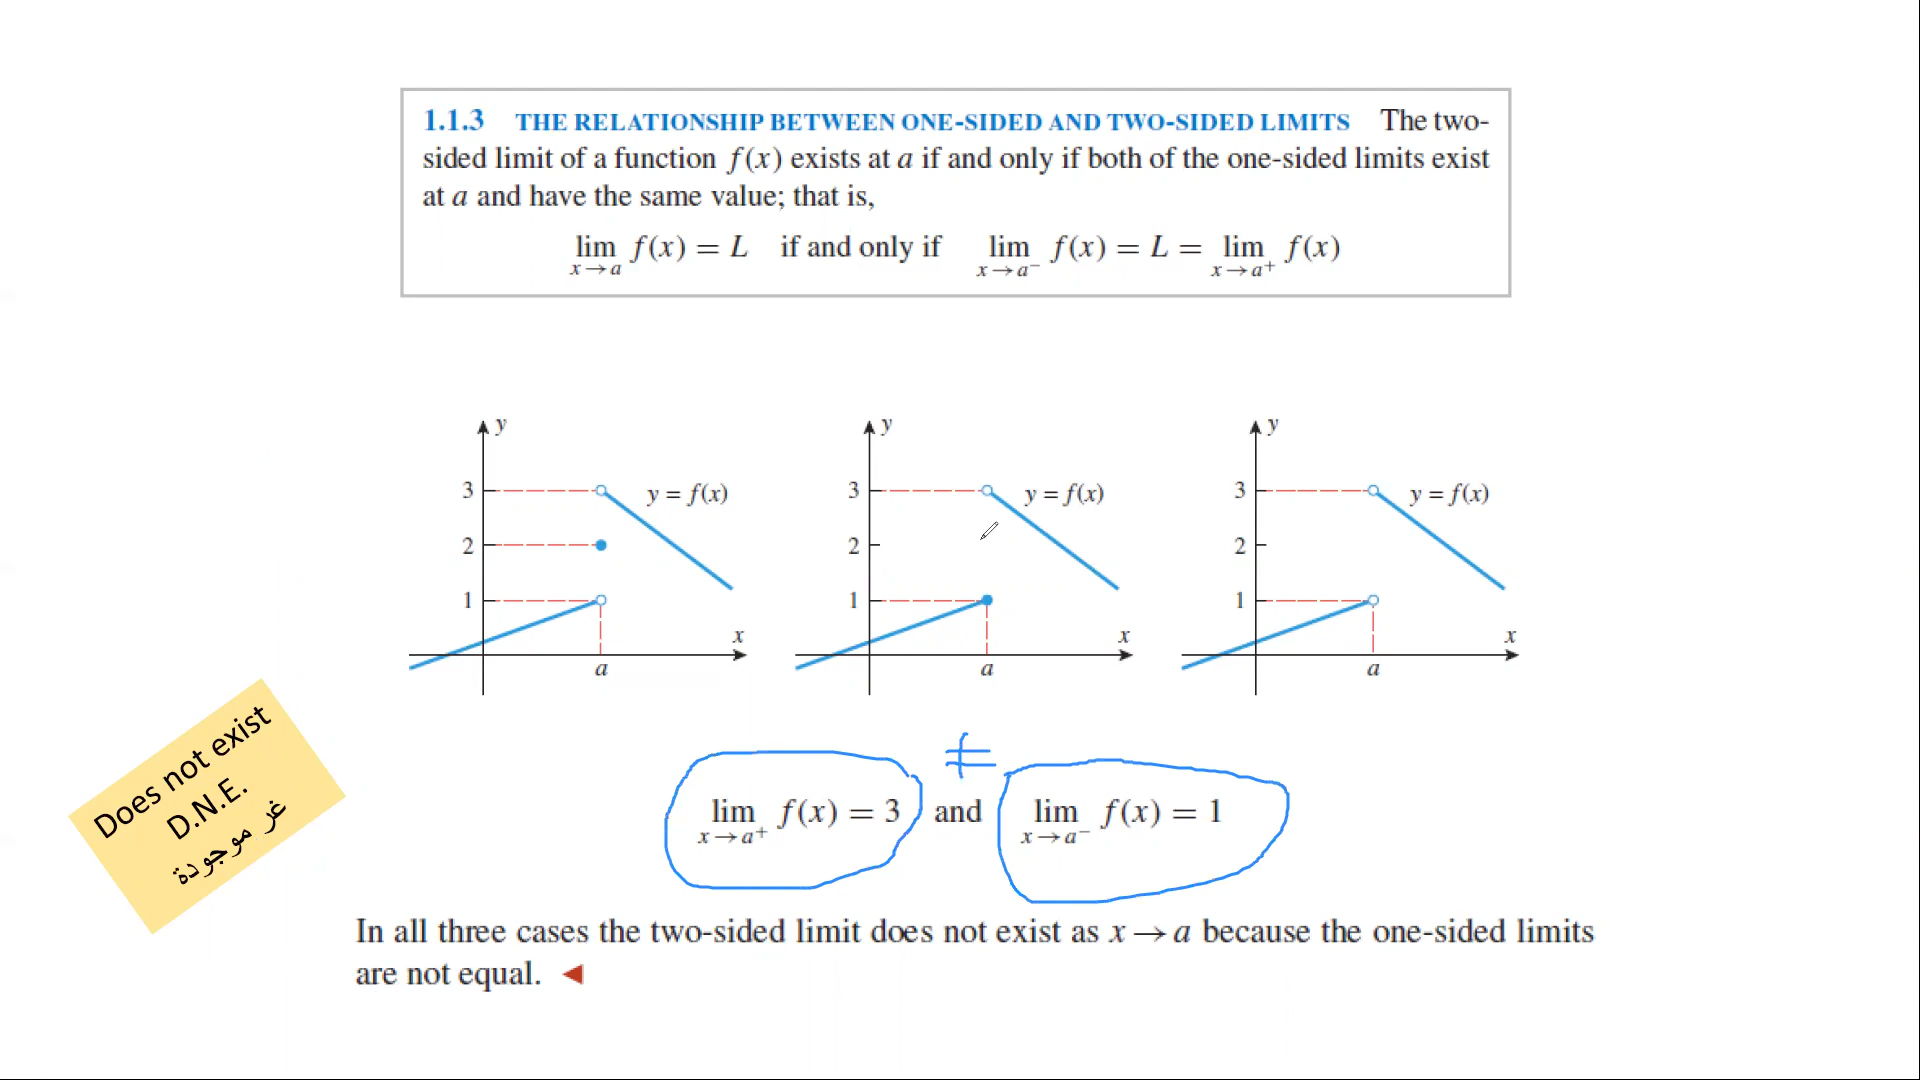 1.1.3 THE RELATIONSHIP BETWEEN ONE-SIDED AND TWO-SIDED LIMITS The two-
sided limit of a function f(x) exists at a if and only if both of the one-sided limits exist
at a and have the same value; that is,
lim f(x) = L if and only if lim f(x) = L = lim f(x)
x→a x→a⁻ x→a⁺
y
3
2
1
y = f(x)
x
a
y
3
2
1
y = f(x)
x
a
y
3
2
1
y = f(x)
x
a
Does not exist
D.N.E.
غر موجودة
≠
lim f(x) = 3 and lim f(x) = 1
x→a⁺ x→a⁻
In all three cases the two-sided limit does not exist as x→a because the one-sided limits
are not equal. ◄